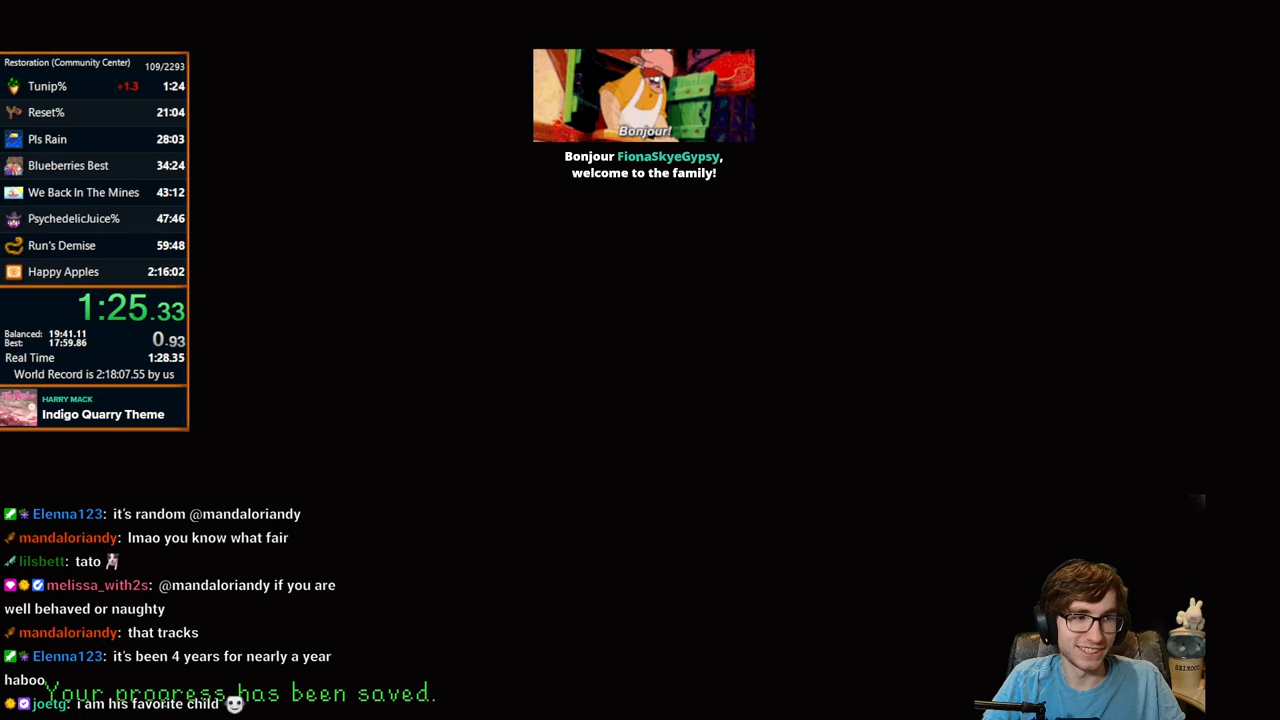 Restoration (Community Center) 109/2293
Tunip% +1.3 1:24
Reset% 21:04
Pls Rain 28:03
Blueberries Best 34:24
We Back In The Mines 43:12
PsychedelicJuice% 47:46
Run's Demise 59:48
Happy Apples 2:16:02
1:25.33
Balanced: 19:41.11
Best: 17:59.86
0.93
Real Time 1:28.35
World Record is 2:18:07.55 by us
HARRY MACK
Indigo Quarry Theme
Bonjour!
Bonjour FionaSkyeGypsy,
welcome to the family!
Elenna123: it's random @mandaloriandy
mandaloriandy: lmao you know what fair
lilsbett: tato
melissa_with2s: @mandaloriandy if you are
well behaved or naughty
mandaloriandy: that tracks
Elenna123: it's been 4 years for nearly a year
haboo
Your progress has been saved.
joetg: i am his favorite child